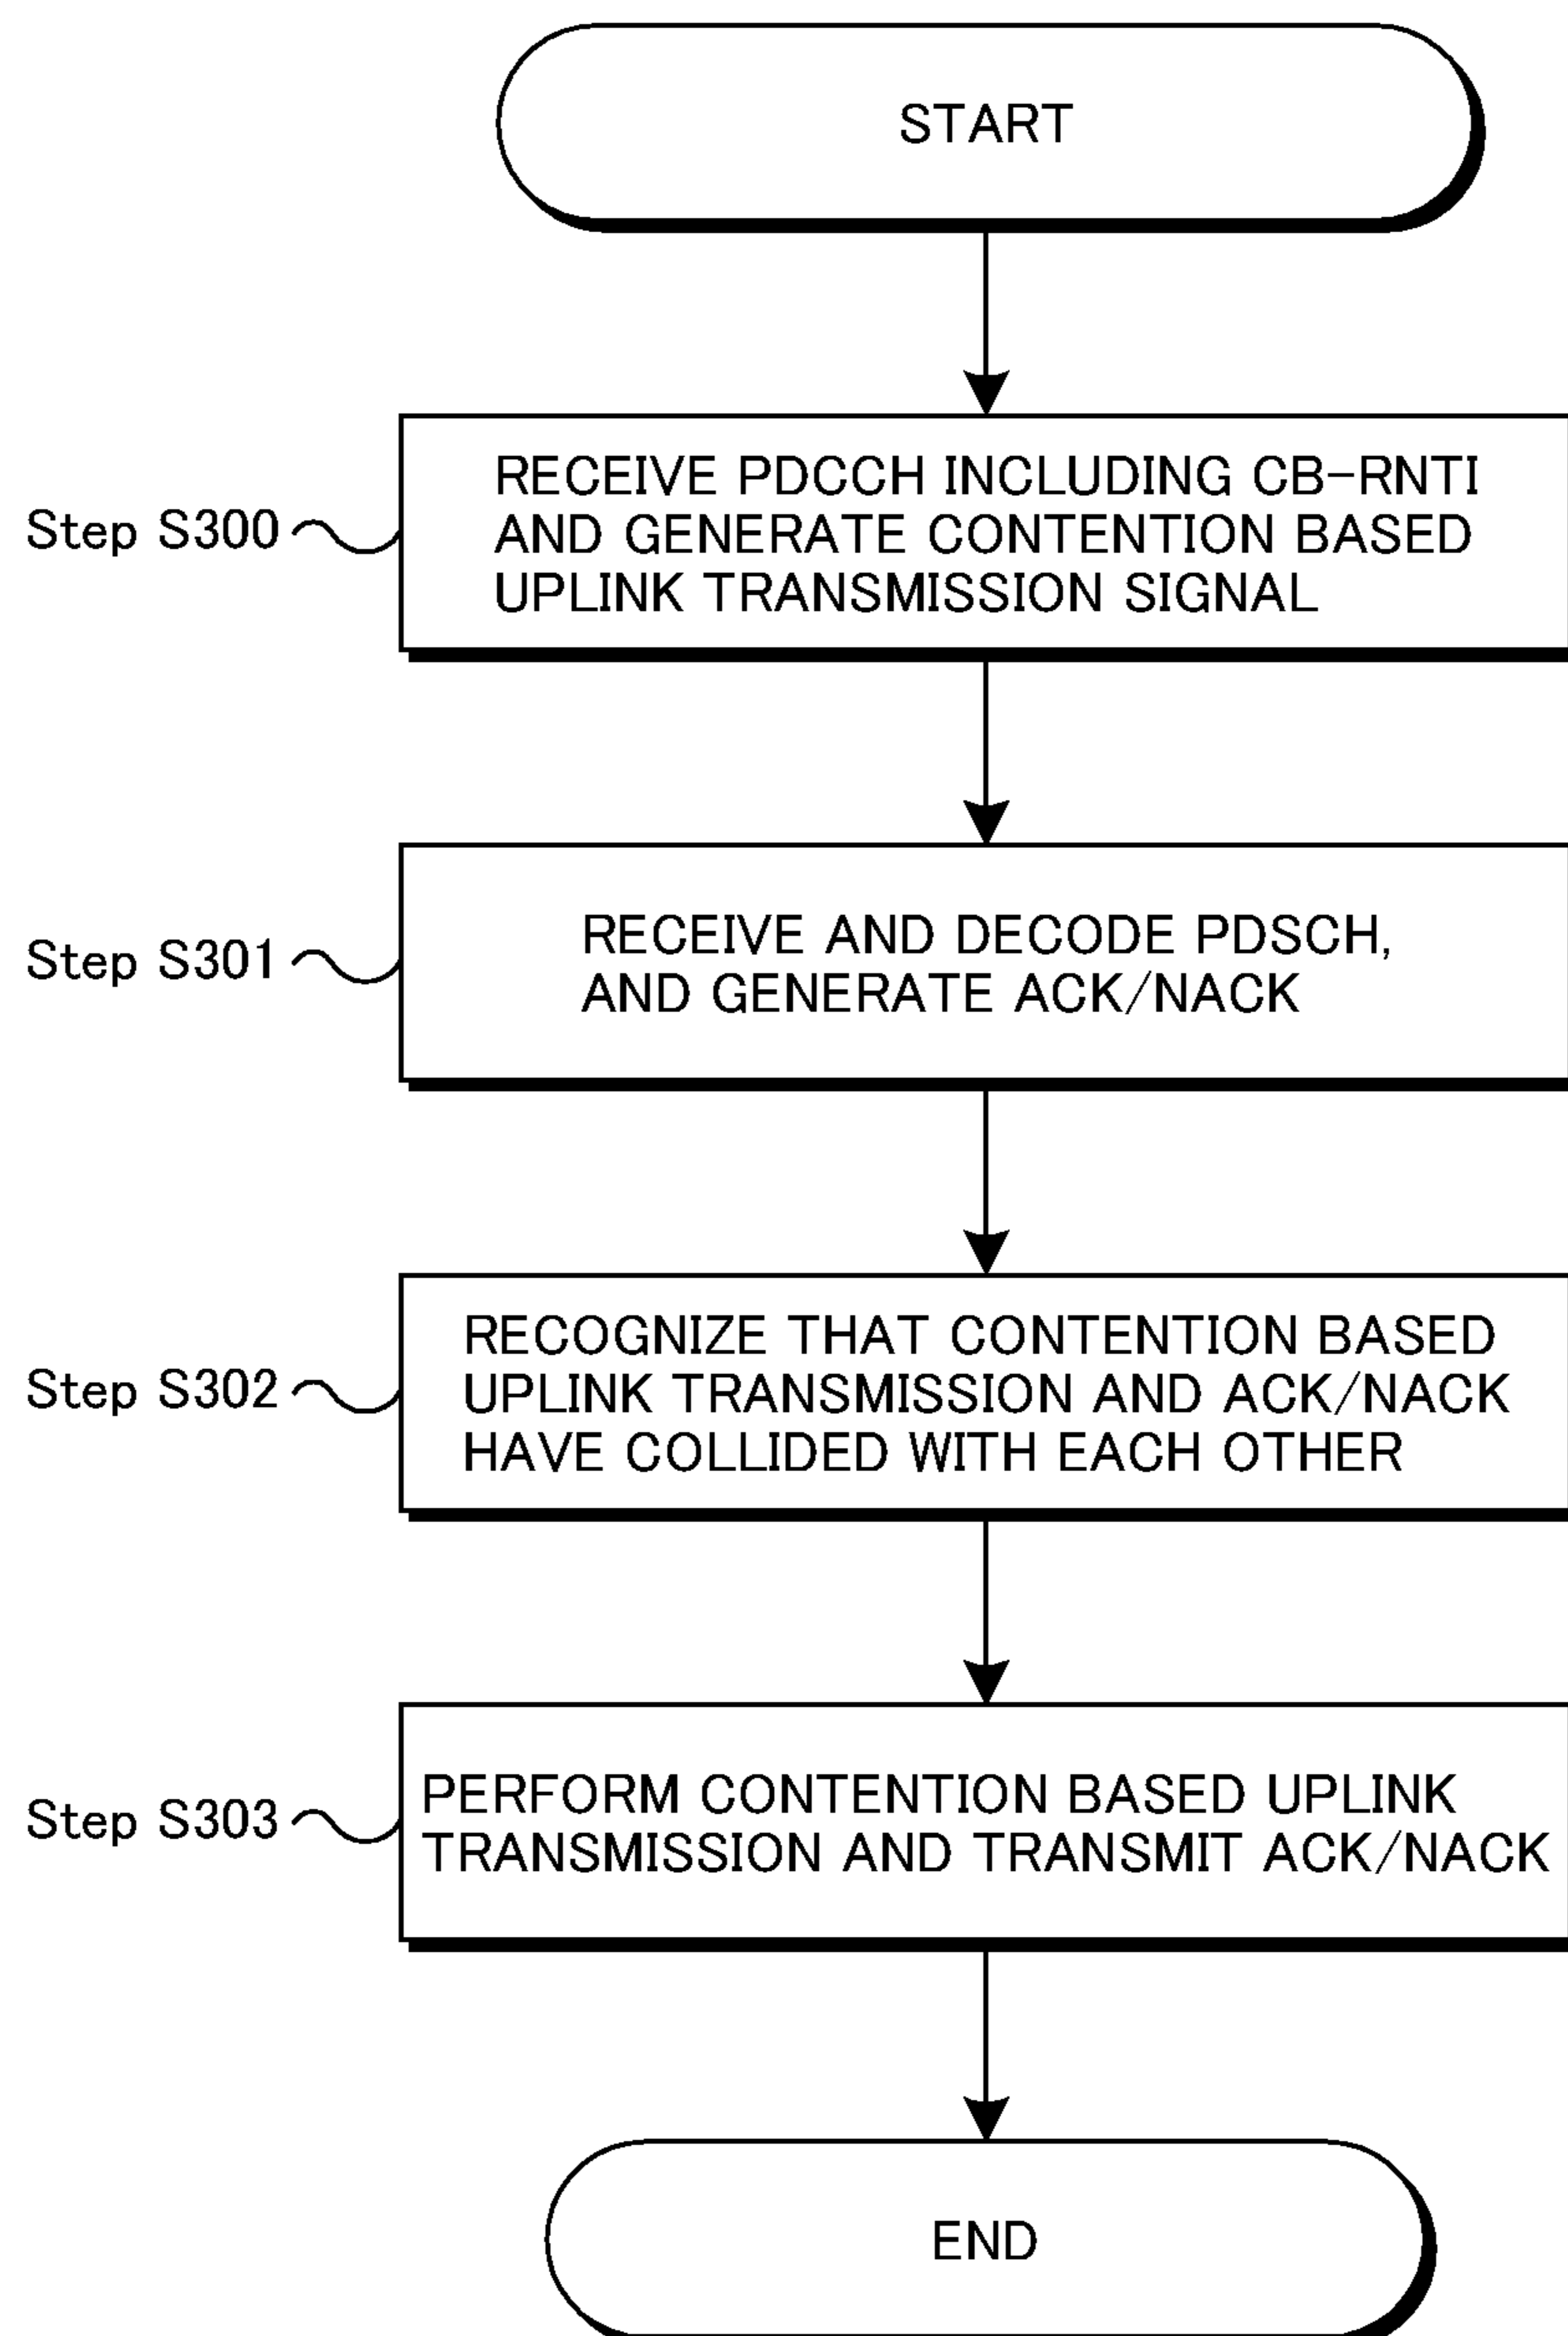 START
RECEIVE PDCCH INCLUDING CB-RNTI
AND GENERATE CONTENTION BASED
UPLINK TRANSMISSION SIGNAL
Step S300
RECEIVE AND DECODE PDSCH,
AND GENERATE ACK/NACK
Step S301
RECOGNIZE THAT CONTENTION BASED
UPLINK TRANSMISSION AND ACK/NACK
HAVE COLLIDED WITH EACH OTHER
Step S302
PERFORM CONTENTION BASED UPLINK
TRANSMISSION AND TRANSMIT ACK/NACK
Step S303
END